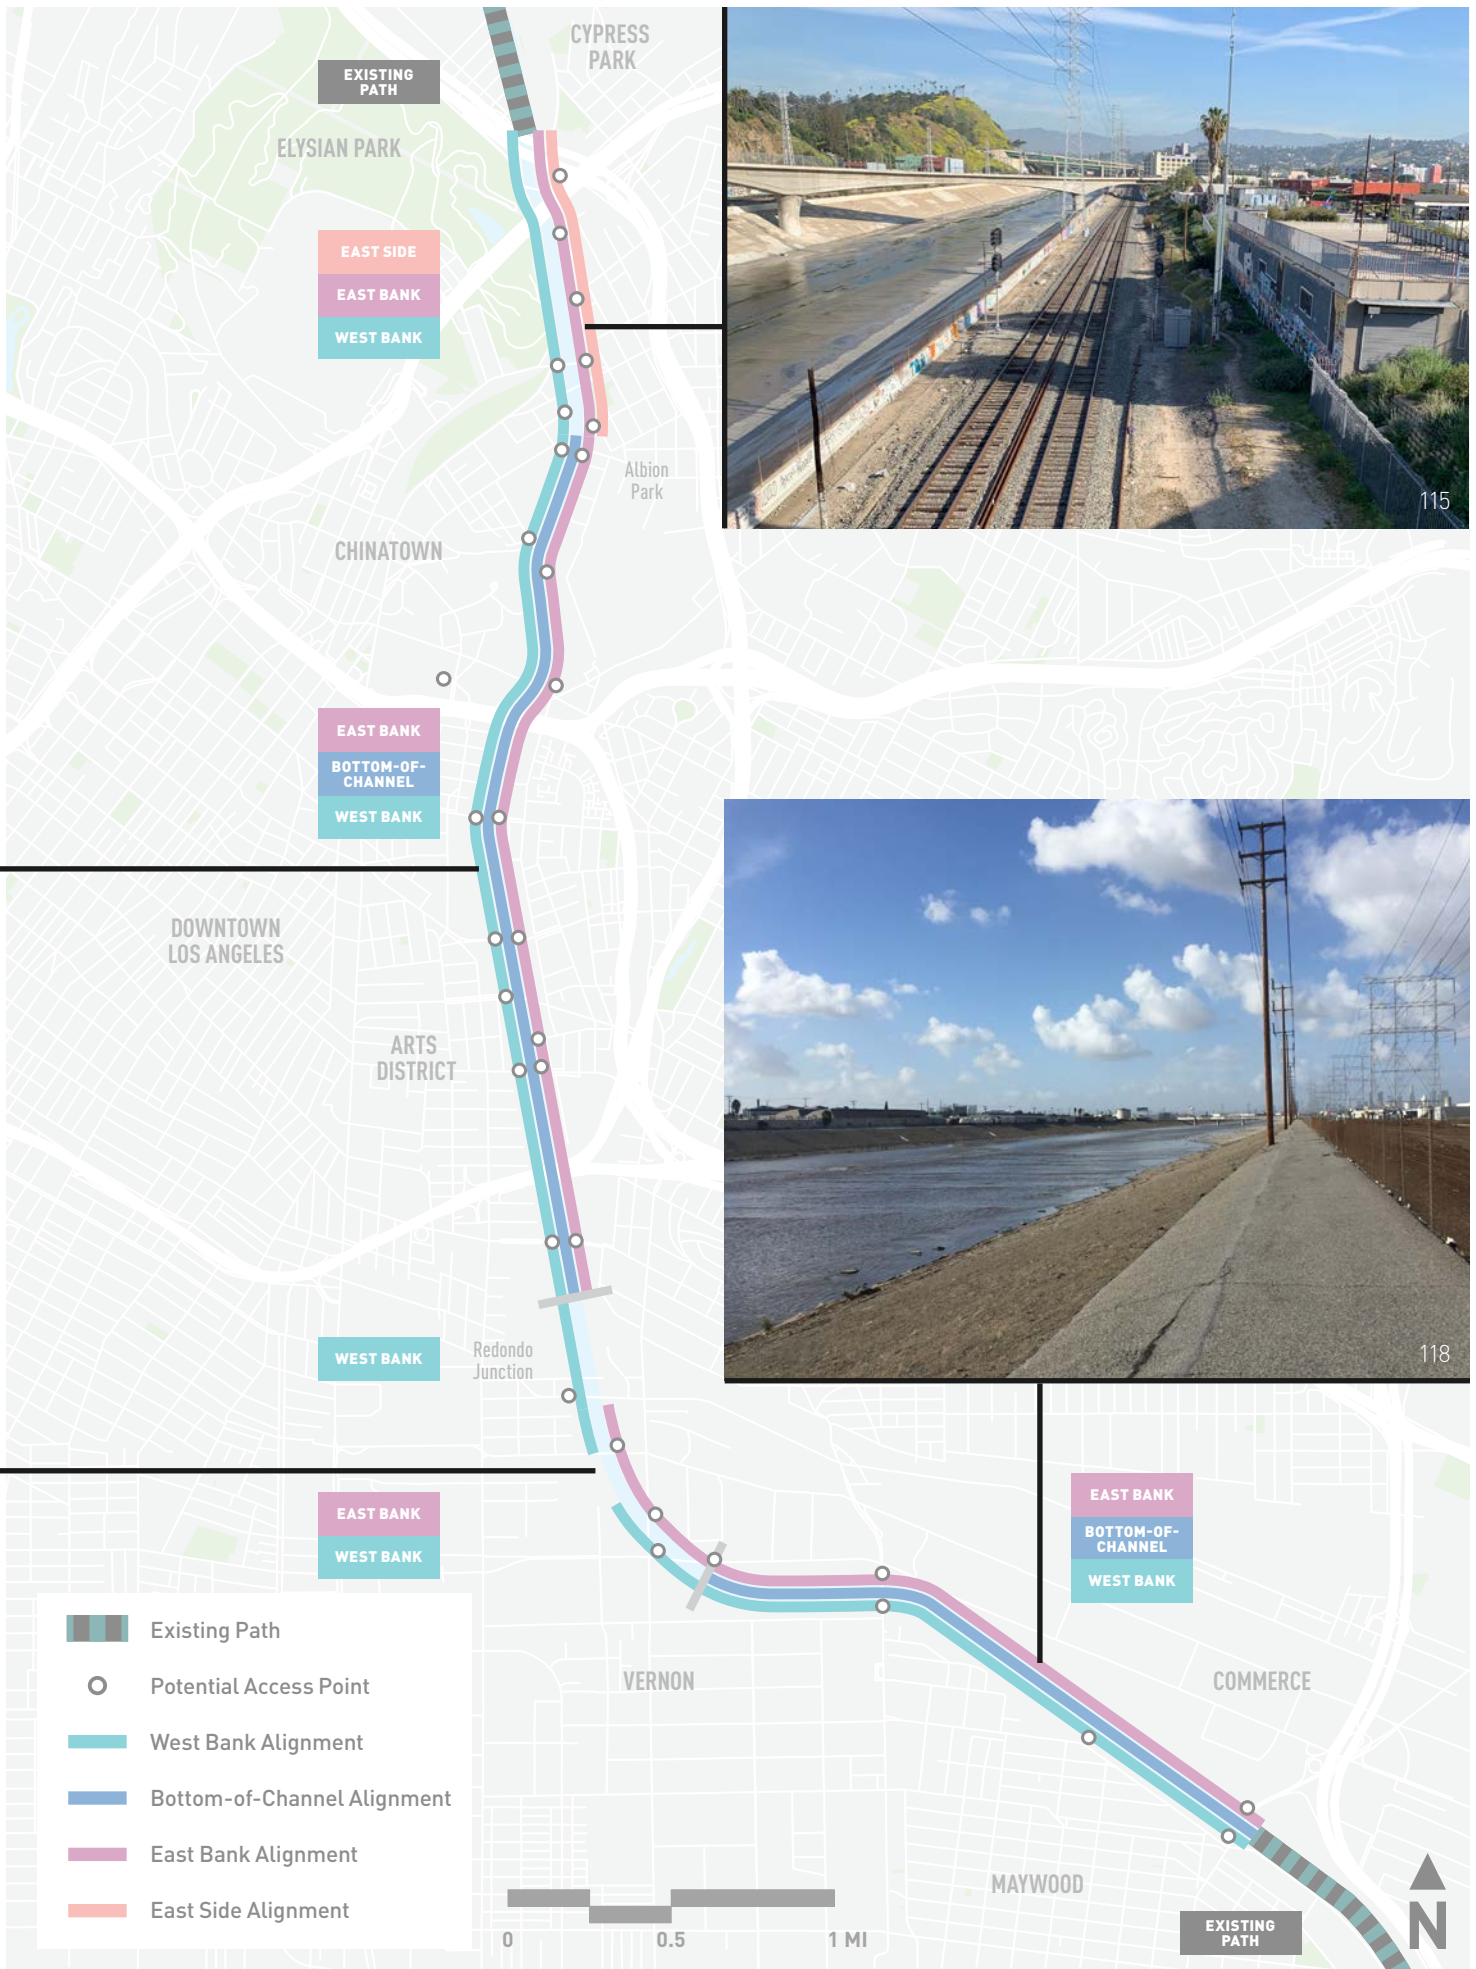 CYPRESS
PARK
EXISTING
PATH
ELYSIAN PARK
EAST SIDE
EAST BANK
WEST BANK
115
Albion
Park
CHINATOWN
EAST BANK
BOTTOM-OF-
CHANNEL
WEST BANK
DOWNTOWN
LOS ANGELES
ARTS
DISTRICT
118
WEST BANK
Redondo
Junction
EAST BANK
WEST BANK
EAST BANK
BOTTOM-OF-
CHANNEL
WEST BANK
Existing Path
Potential Access Point
West Bank Alignment
Bottom-of-Channel Alignment
East Bank Alignment
East Side Alignment
VERNON
COMMERCE
MAYWOOD
0 0.5 1 MI
EXISTING
PATH
N